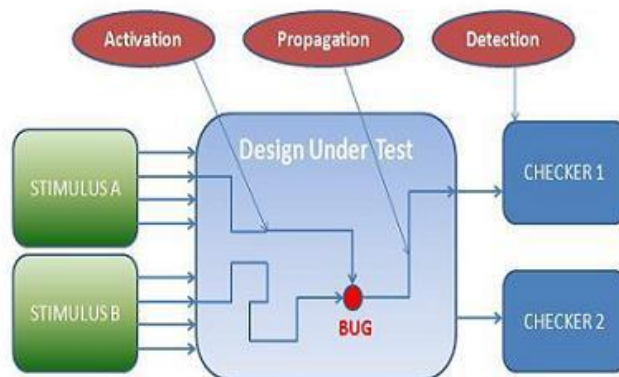 Activation
Propagation
Detection
Design Under Test
STIMULUS A
CHECKER 1
STIMULUS B
BUG
CHECKER 2